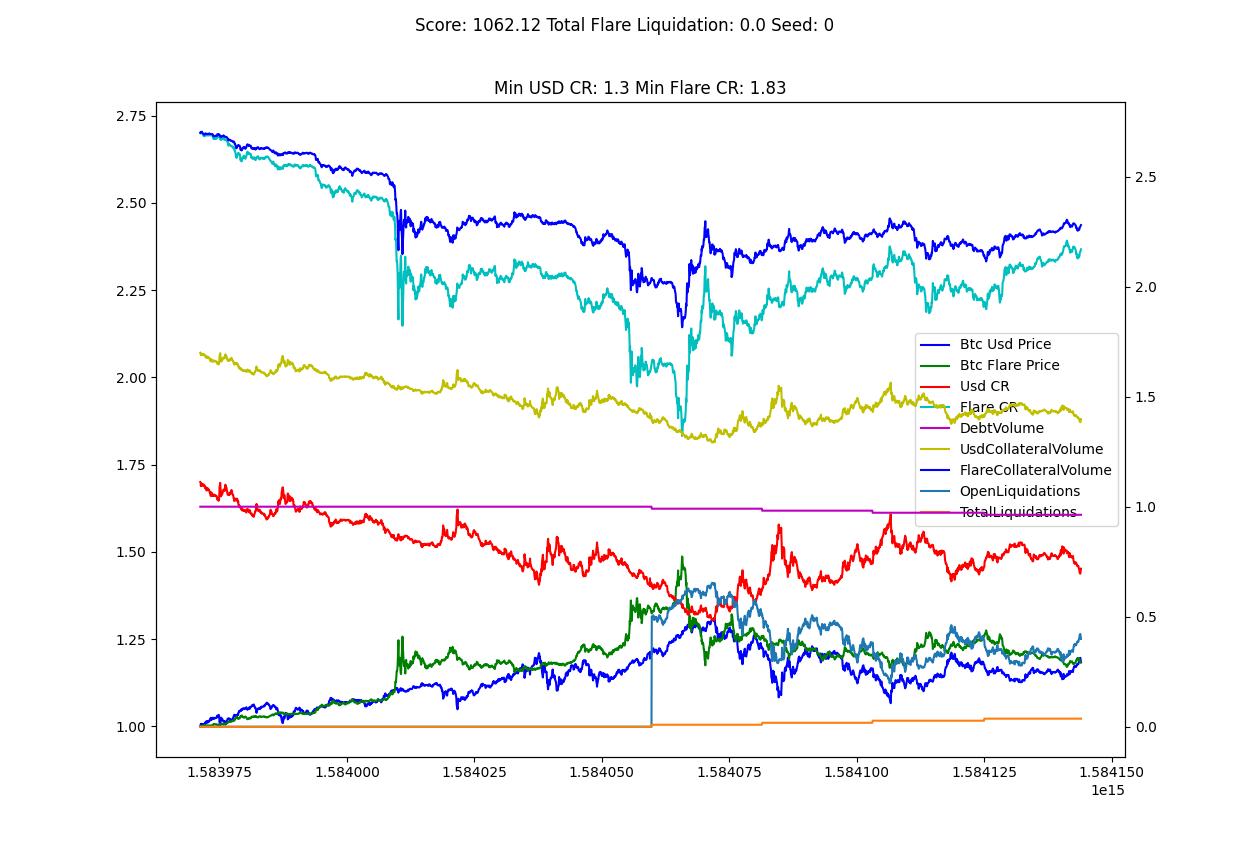 Score: 1062.12 Total Flare Liquidation: 0.0 Seed: 0
Min USD CR: 1.3 Min Flare CR: 1.83
2.75
2.50
2.25
2.00
1.75
1.50
1.25
1.00
2.5
2.0
1.5
1.0
0.5
0.0
Btc Usd Price
Btc Flare Price
Usd CR
Flare CR
DebtVolume
UsdCollateralVolume
FlareCollateralVolume
OpenLiquidations
TotalLiquidations
1.583975 1.584000 1.584025 1.584050 1.584075 1.584100 1.584125 1.584150
1e15